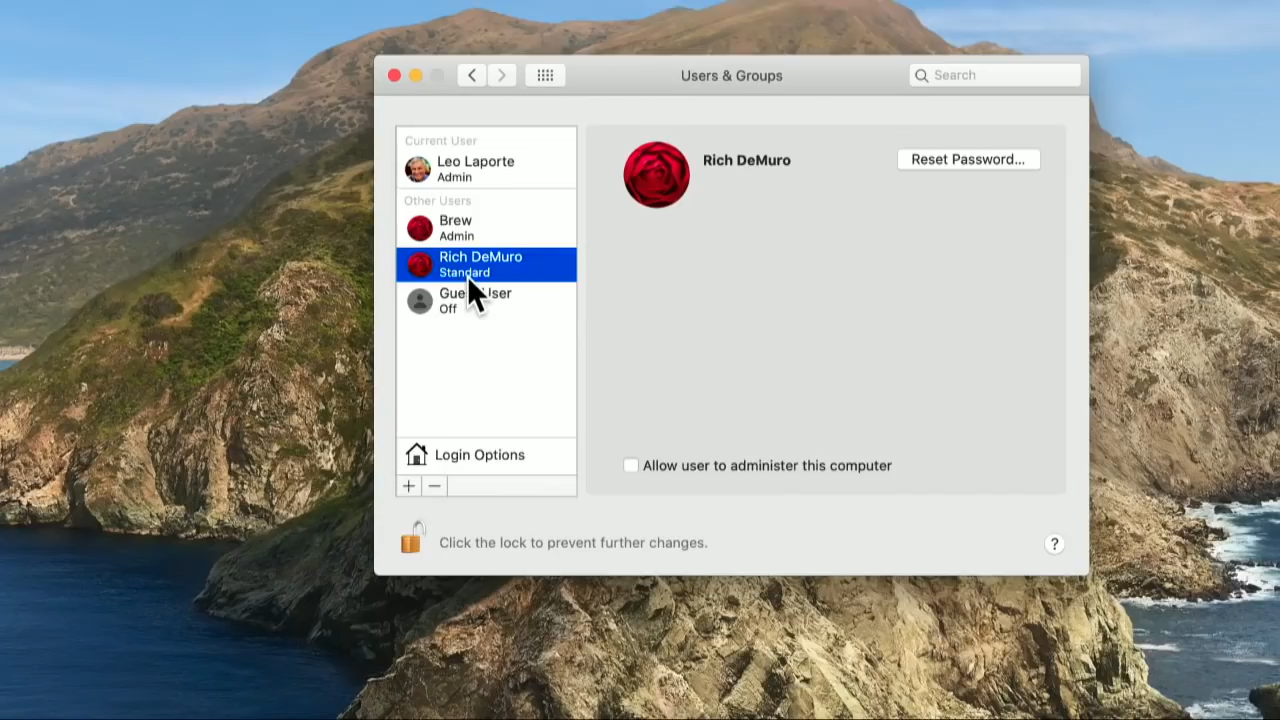 Users & Groups
Search
Current User
Leo Laporte
Admin
Other Users
Brew
Admin
Rich DeMuro
Standard
Off
Login Options
Rich DeMuro
Reset Password...
Allow user to administer this computer
Click the lock to prevent further changes.
?